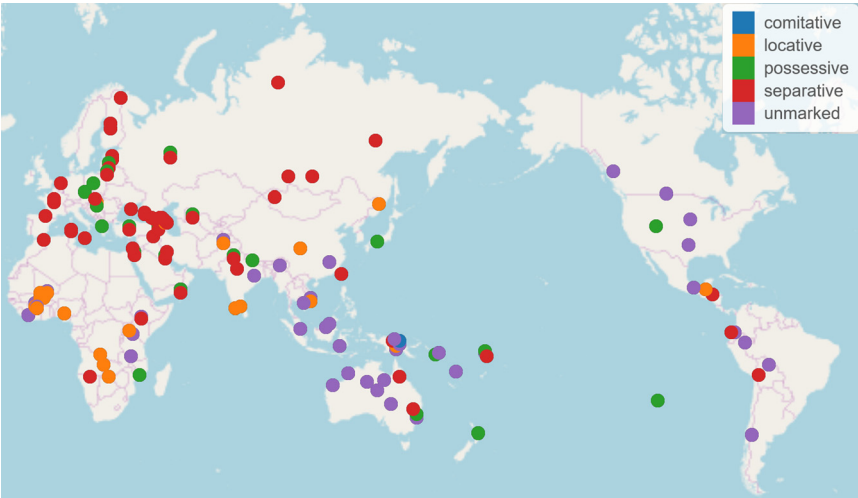 comitative
locative
possessive
separative
unmarked